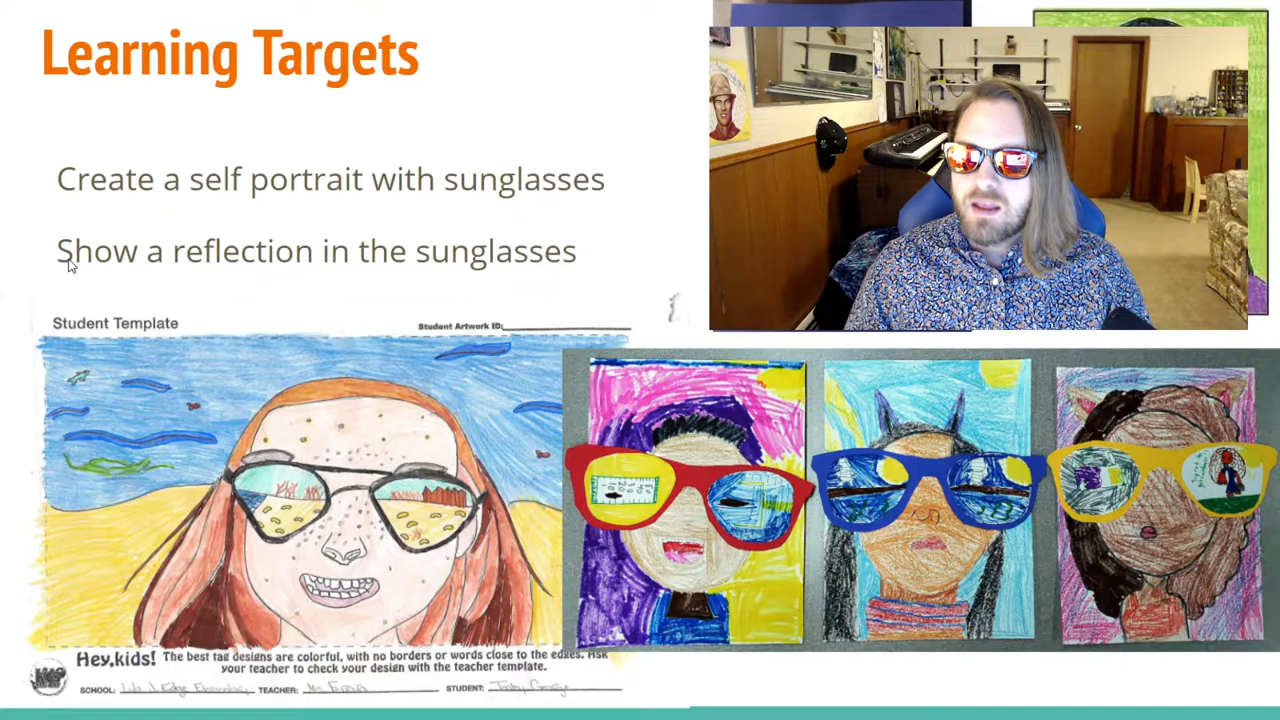 Learning Targets
Create a self portrait with sunglasses
Show a reflection in the sunglasses
Student Template
Student Artwork ID:
Hey, kids! The best tag designs are colorful, with no borders or words close to the edges. Ask
your teacher to check your design with the teacher template.
SCHOOL: Elementary TEACHER: Mrs. STUDENT: